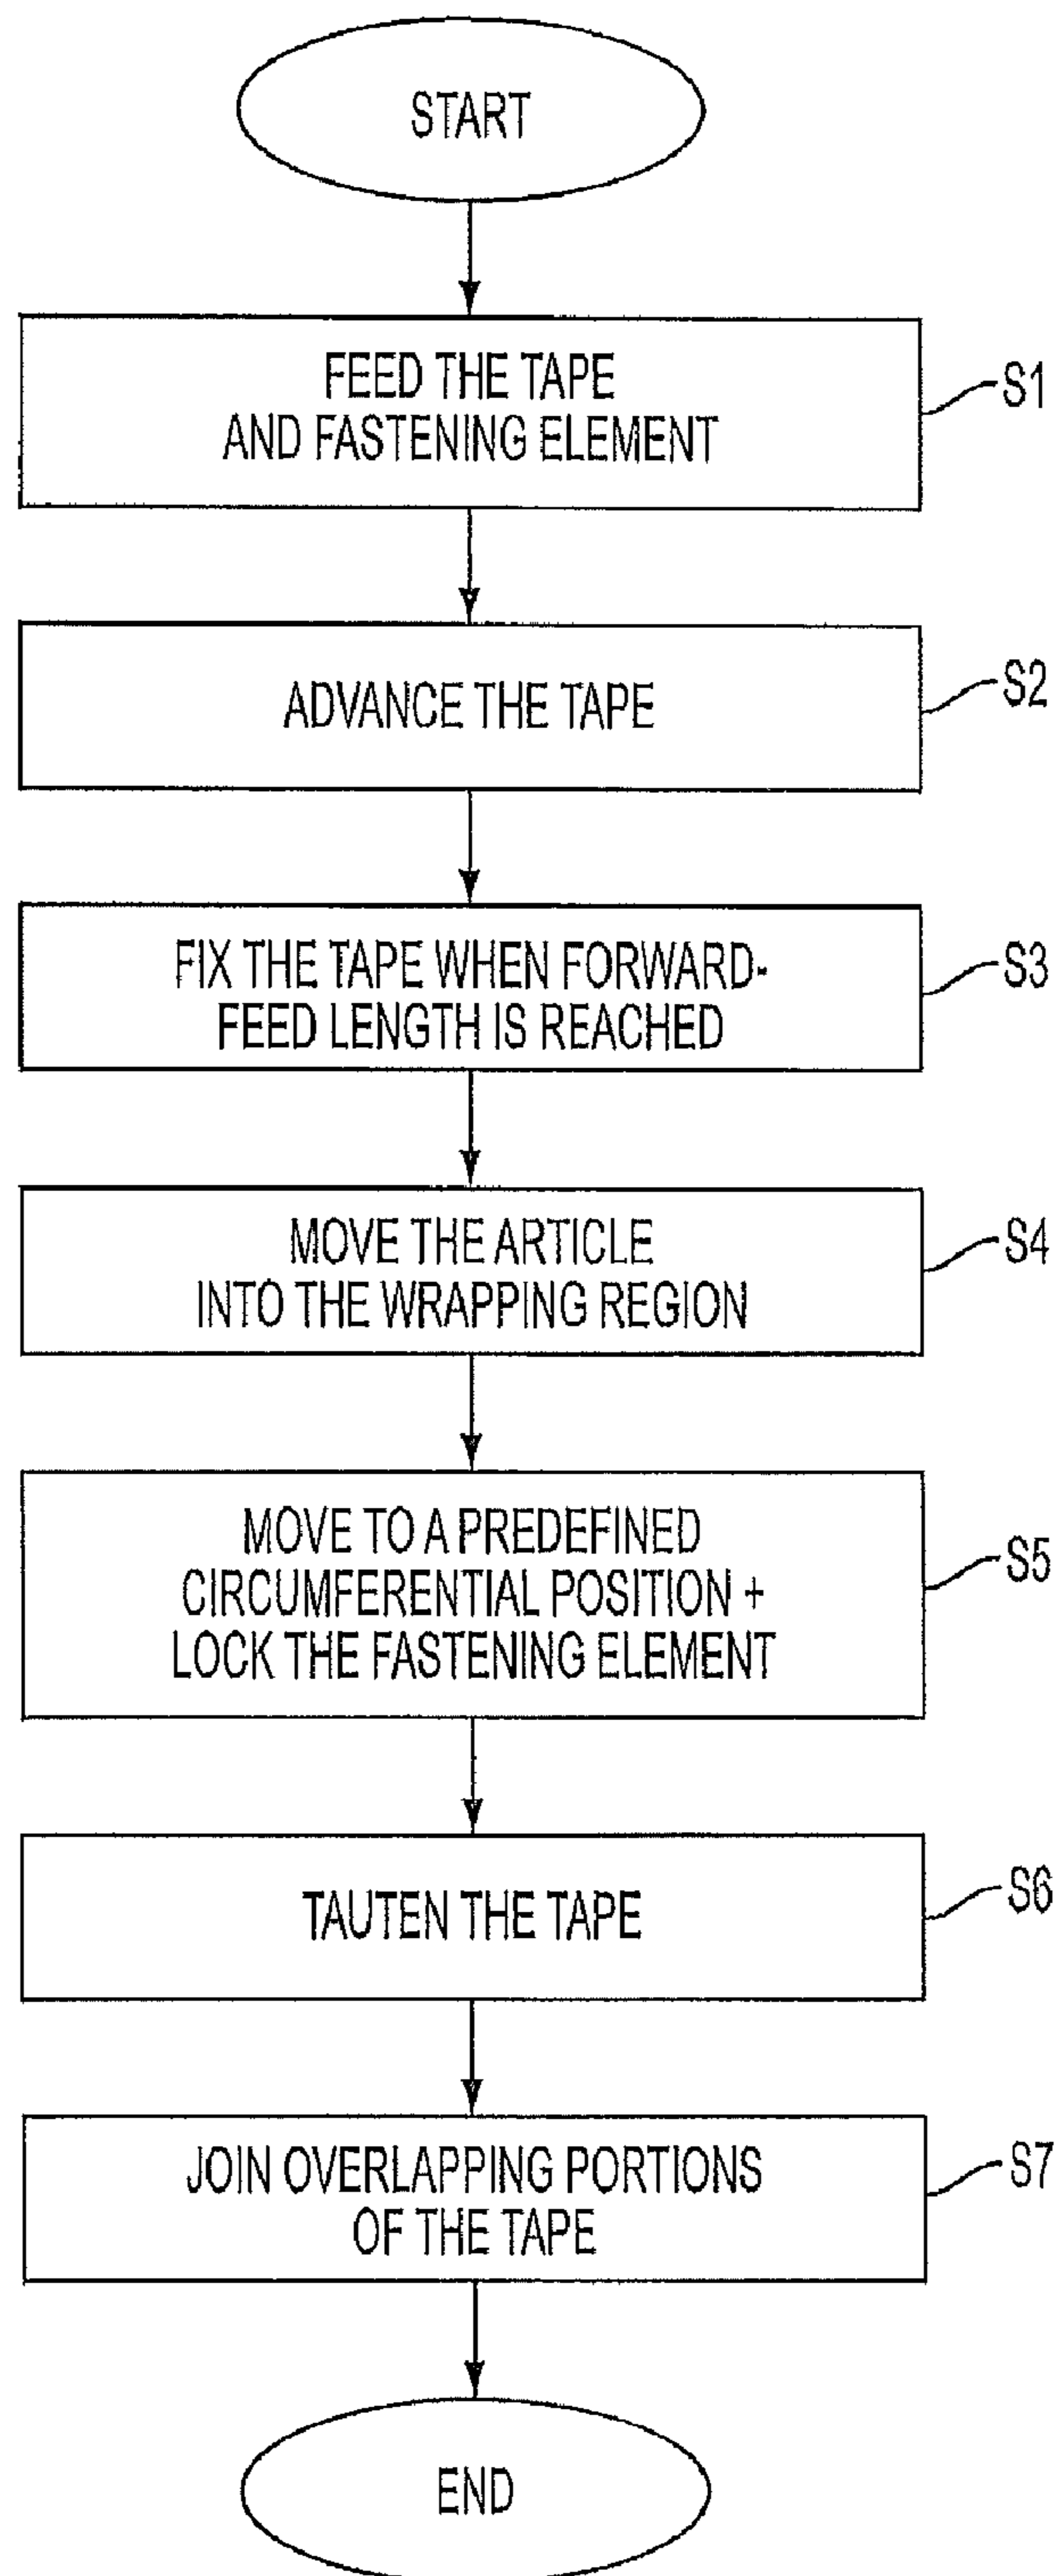 START
FEED THE TAPE
AND FASTENING ELEMENT
S1
ADVANCE THE TAPE
S2
FIX THE TAPE WHEN FORWARD-
FEED LENGTH IS REACHED
S3
MOVE THE ARTICLE
INTO THE WRAPPING REGION
S4
MOVE TO A PREDEFINED
CIRCUMFERENTIAL POSITION +
LOCK THE FASTENING ELEMENT
S5
TAUTEN THE TAPE
S6
JOIN OVERLAPPING PORTIONS
OF THE TAPE
S7
END